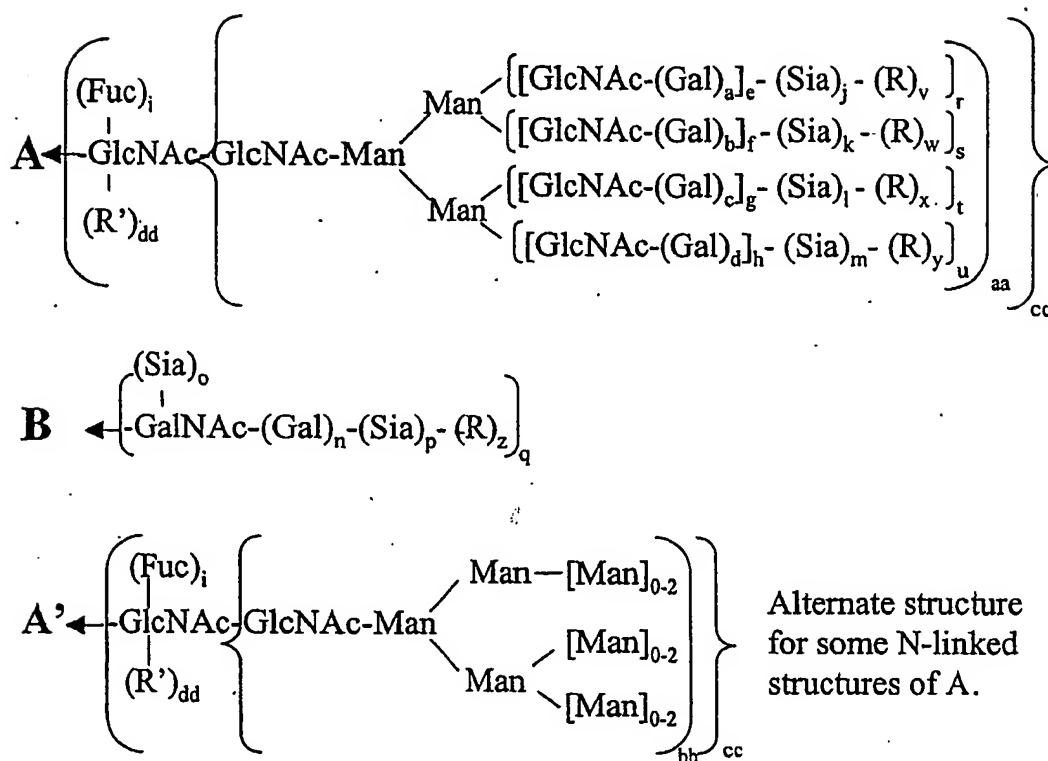 (Fuc)i
A GlcNAc-GlcNAc-Man
(R’)dd
Man
Man
[GlcNAc-(Gal)a]e- (Sia)j - (R)v r
[GlcNAc-(Gal)b]f- (Sia)k - (R)w s
[GlcNAc-(Gal)c]g- (Sia)l - (R)x t
[GlcNAc-(Gal)d]h- (Sia)m - (R)y u
aa
cc
(Sia)o
B GalNAc-(Gal)n-(Sia)p- (R)z q
(Fuc)i
A’ GlcNAc-GlcNAc-Man
(R’)dd
Man—[Man]0-2
Man
[Man]0-2
[Man]0-2
bb
cc
Alternate structure
for some N-linked
structures of A.